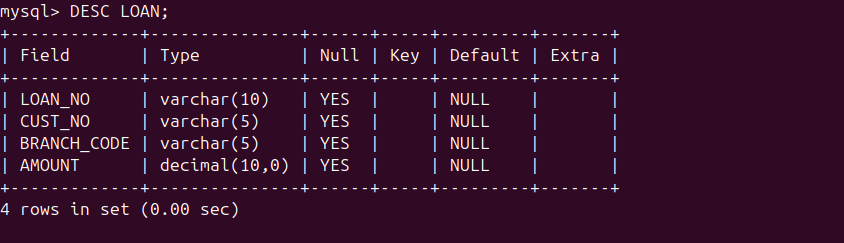 mysql> DESC LOAN;
+-------------+---------------+------+-----+---------+-------+
| Field       | Type          | Null | Key | Default | Extra |
+-------------+---------------+------+-----+---------+-------+
| LOAN_NO     | varchar(10)   | YES  |     | NULL    |       |
| CUST_NO     | varchar(5)    | YES  |     | NULL    |       |
| BRANCH_CODE | varchar(5)    | YES  |     | NULL    |       |
| AMOUNT      | decimal(10,0) | YES  |     | NULL    |       |
+-------------+---------------+------+-----+---------+-------+
4 rows in set (0.00 sec)